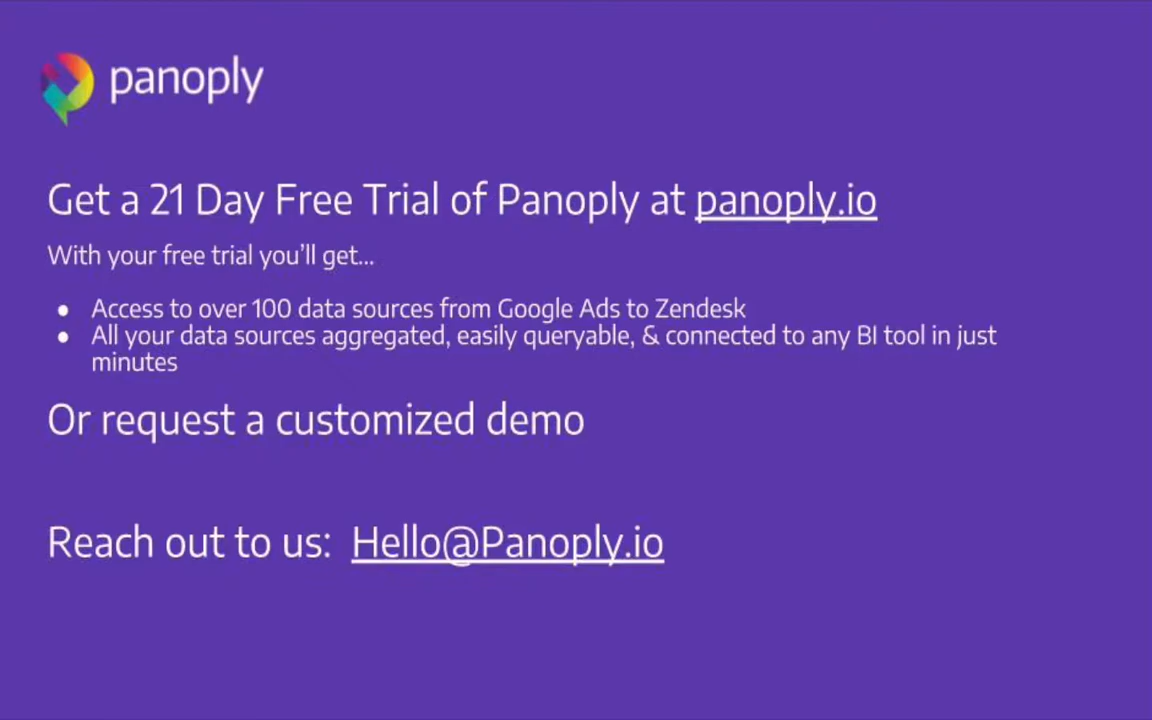 panoply
Get a 21 Day Free Trial of Panoply at panoply.io
With your free trial you'll get...
● Access to over 100 data sources from Google Ads to Zendesk
● All your data sources aggregated, easily queryable, & connected to any BI tool in just
minutes
Or request a customized demo
Reach out to us: Hello@Panoply.io